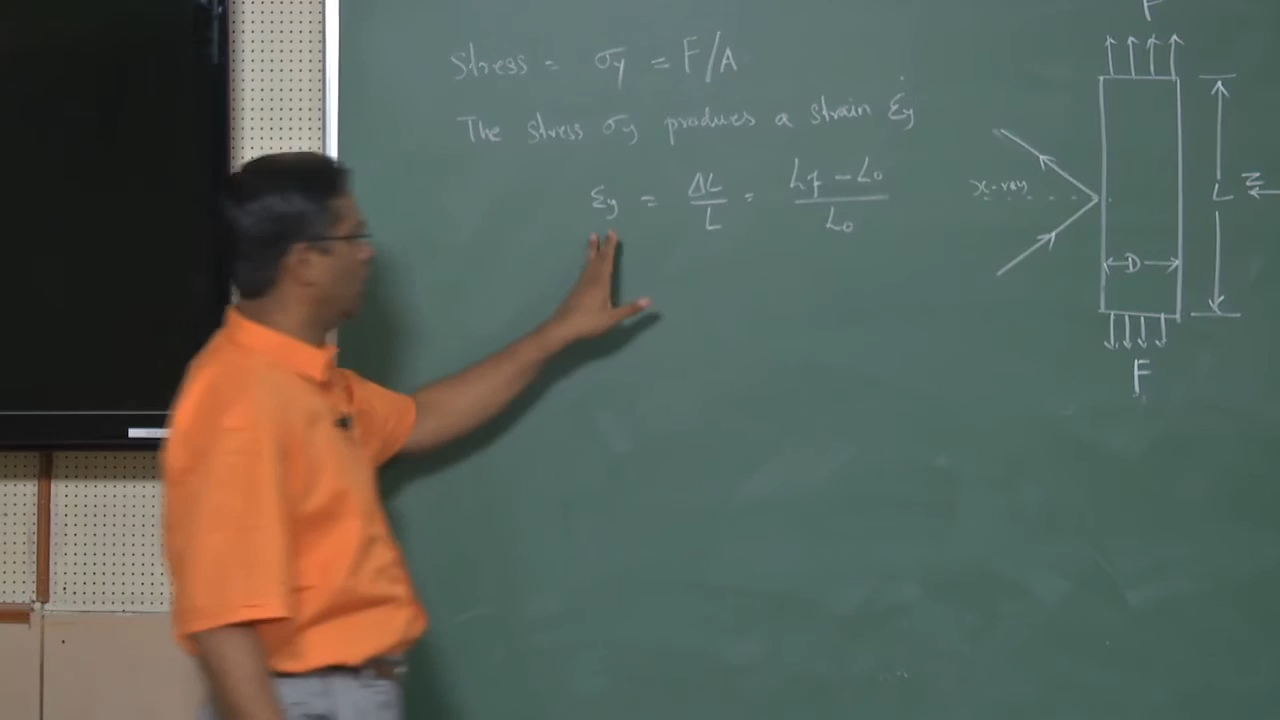 Stress = σy = F/A
The stress σy produces a strain εy
εy = ΔL/L = Lf - L0/L0
F
x-ray
L
Z
D
F